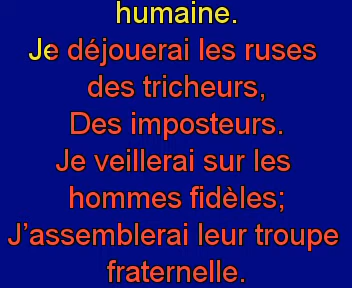 humaine.
Je déjouerai les ruses
des tricheurs,
Des imposteurs.
Je veillerai sur les
hommes fidèles;
J’assemblerai leur troupe
fraternelle.